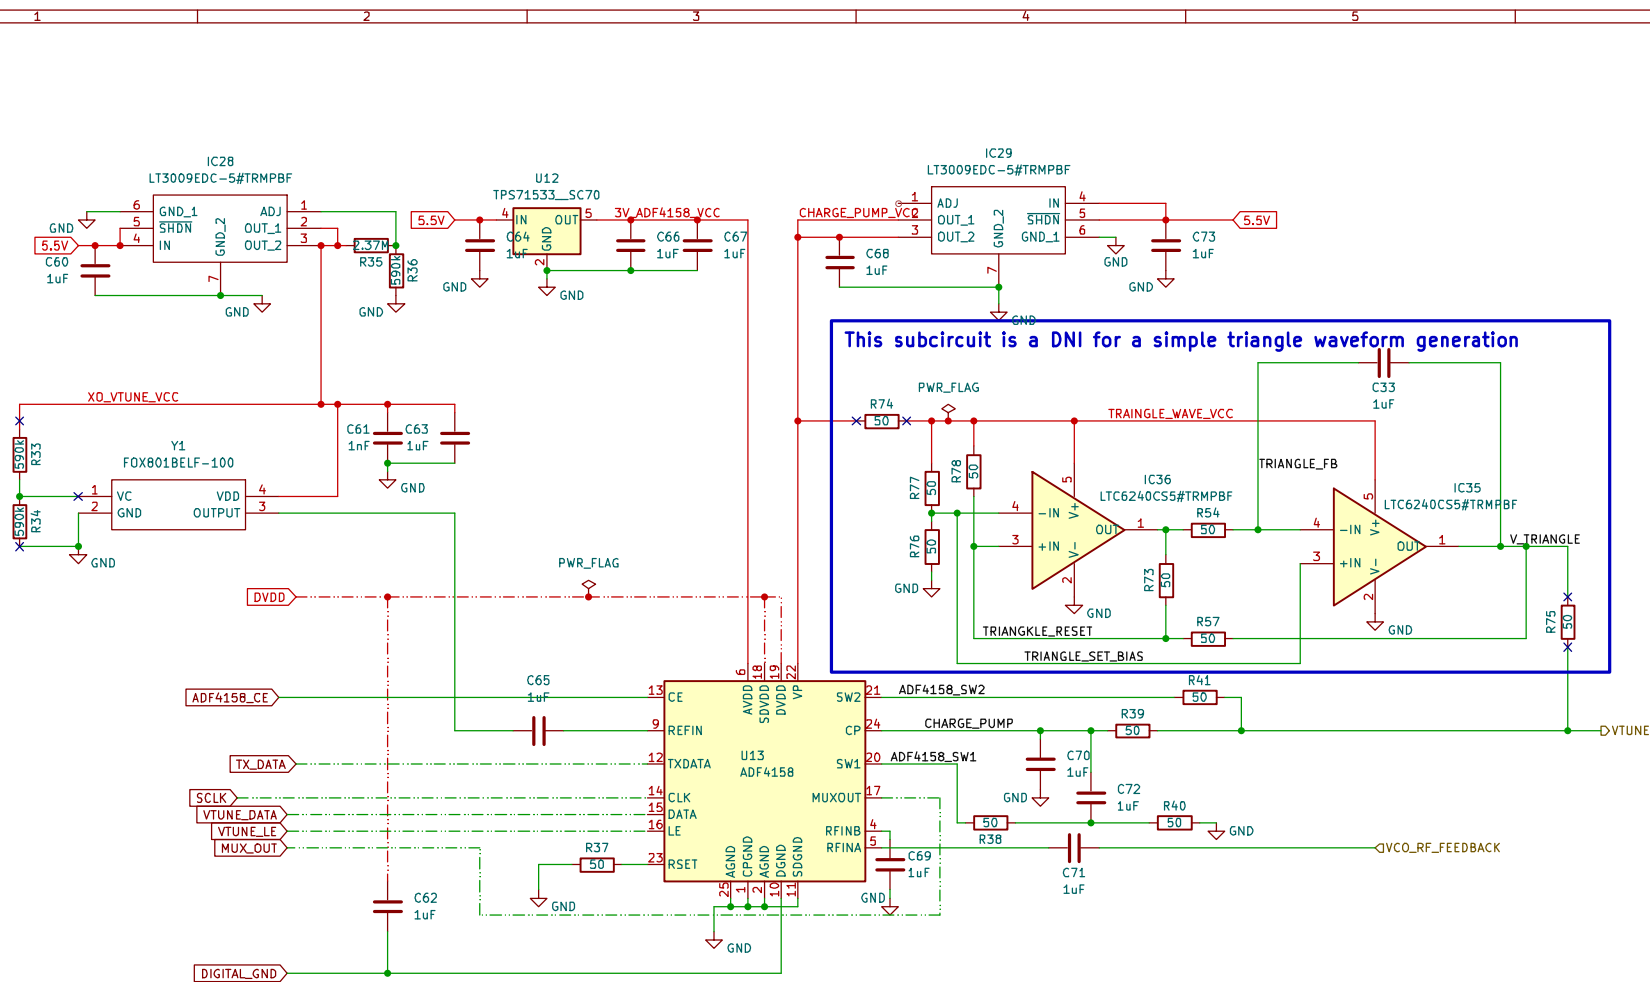 1 2 3 4 5
IC28
LT3009EDC-5#TRMPBF
6 GND_1 ADJ 1
5 SHDN OUT_1 2
4 IN OUT_2 3
GND_2
7
GND
5.5V
C60
1uF
GND
2.37M
R35
590k
R36
GND
U12
TPS71533__SC70
5.5V
4 IN OUT 5
GND
2
C64
1uF
GND
GND
3V_ADF4158_VCC
C66
1uF
C67
1uF
IC29
LT3009EDC-5#TRMPBF
CHARGE_PUMP_VCC
1 ADJ IN 4
2 OUT_1 SHDN 5
3 OUT_2 GND_1 6
GND_2
7
5.5V
C68
1uF
GND
C73
1uF
GND
GND
This subcircuit is a DNI for a simple triangle waveform generation
PWR_FLAG
R74
50
TRAINGLE_WAVE_VCC
C33
1uF
TRIANGLE_FB
R77
50
R78
50
R76
50
GND
IC36
LTC6240CS5#TRMPBF
4 -IN
3 +IN
V+
5
V-
2
OUT 1
GND
R54
50
R73
50
R57
50
IC35
LTC6240CS5#TRMPBF
4 -IN
3 +IN
V+
5
V-
2
OUT 1
GND
V_TRIANGLE
R75
50
TRIANGKLE_RESET
TRIANGLE_SET_BIAS
XO_VTUNE_VCC
590k
R33
590k
R34
Y1
FOX801BELF-100
1 VC VDD 4
2 GND OUTPUT 3
GND
C61
1nF
C63
1uF
GND
PWR_FLAG
DVDD
ADF4158_CE
C65
1uF
TX_DATA
SCLK
VTUNE_DATA
VTUNE_LE
MUX_OUT
R37
50
GND
C62
1uF
DIGITAL_GND
U13
ADF4158
6 AVDD
18 SDVDD
19 DVDD
22 VP
13 CE
9 REFIN
12 TXDATA
14 CLK
15 DATA
16 LE
23 RSET
SW2 21
CP 24
SW1 20
MUXOUT 17
RFINB 4
RFINA 5
AGND 25
CPGND 1
AGND 2
DGND 10
SDGND 11
GND
ADF4158_SW2
R41
50
CHARGE_PUMP
R39
50
VTUNE
ADF4158_SW1
C70
1uF
GND
C72
1uF
R38
50
R40
50
GND
C69
1uF
GND
C71
1uF
VCO_RF_FEEDBACK